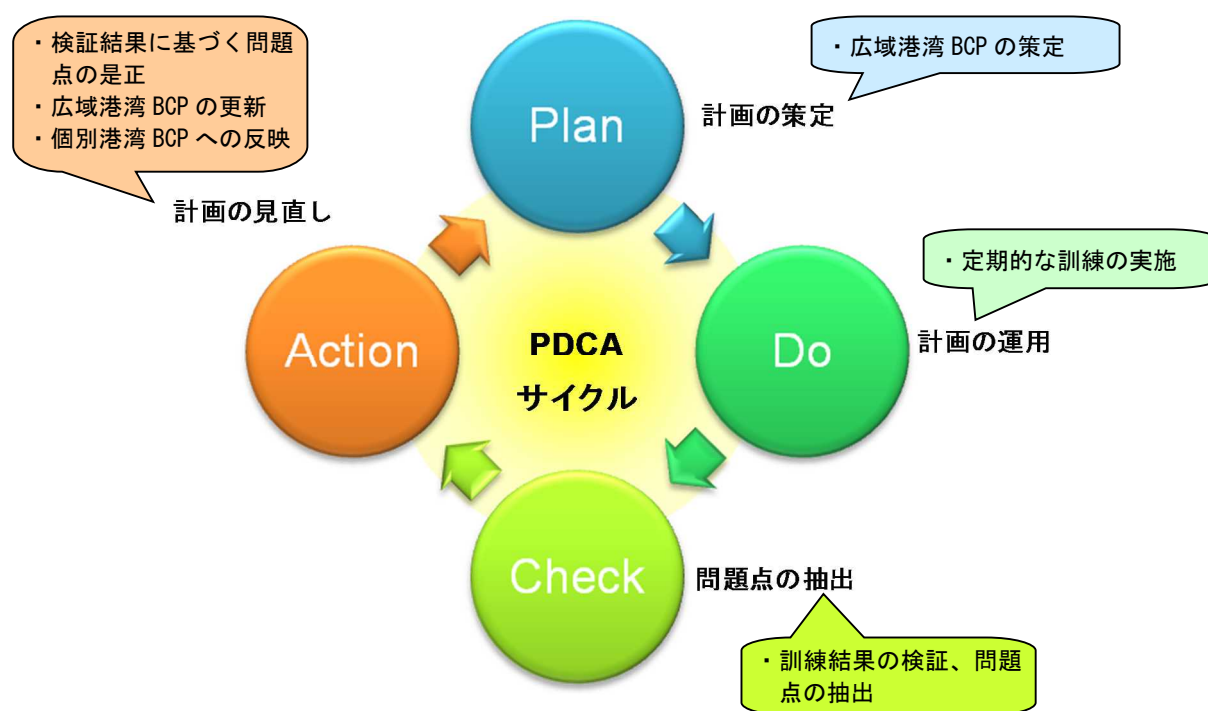 ・検証結果に基づく問題
点の是正
・広域港湾 BCP の更新
・個別港湾 BCP への反映
計画の見直し
Plan
計画の策定
・広域港湾 BCP の策定
・定期的な訓練の実施
計画の運用
Do
Action
PDCA
サイクル
Check
問題点の抽出
・訓練結果の検証、問題
点の抽出